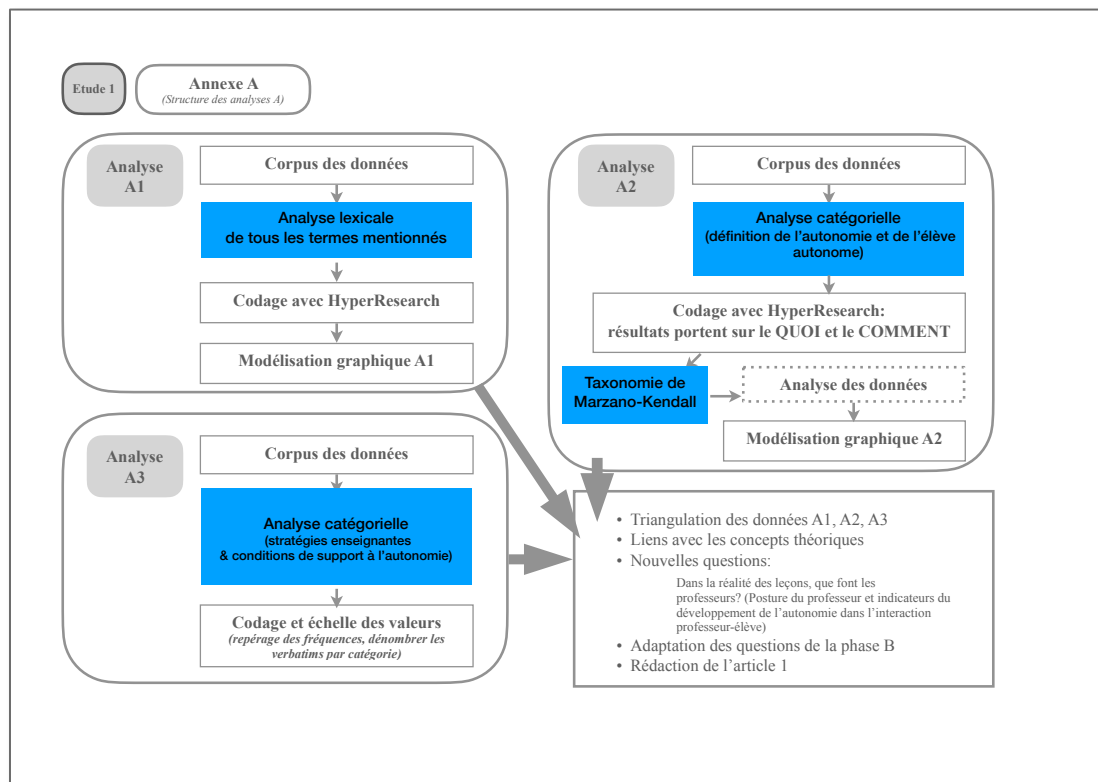 Etude 1
Annexe A
(Structure des analyses A)
Analyse
A1
Corpus des données
Analyse lexicale
de tous les termes mentionnés
Codage avec HyperResearch
Modélisation graphique A1
Analyse
A2
Corpus des données
Analyse catégorielle
(définition de l'autonomie et de l'élève
autonome)
Codage avec HyperResearch:
résultats portent sur le QUOI et le COMMENT
Taxonomie de
Marzano-Kendall
Analyse des données
Modélisation graphique A2
Analyse
A3
Corpus des données
Analyse catégorielle
(stratégies enseignantes
& conditions de support à l'autonomie)
Codage et échelle des valeurs
(repérage des fréquences, dénombrer les
verbatims par catégorie)
• Triangulation des données A1, A2, A3
• Liens avec les concepts théoriques
• Nouvelles questions:
Dans la réalité des leçons, que font les
professeurs? (Posture du professeur et indicateurs du
développement de l'autonomie dans l'interaction
professeur-élève)
• Adaptation des questions de la phase B
• Rédaction de l'article 1